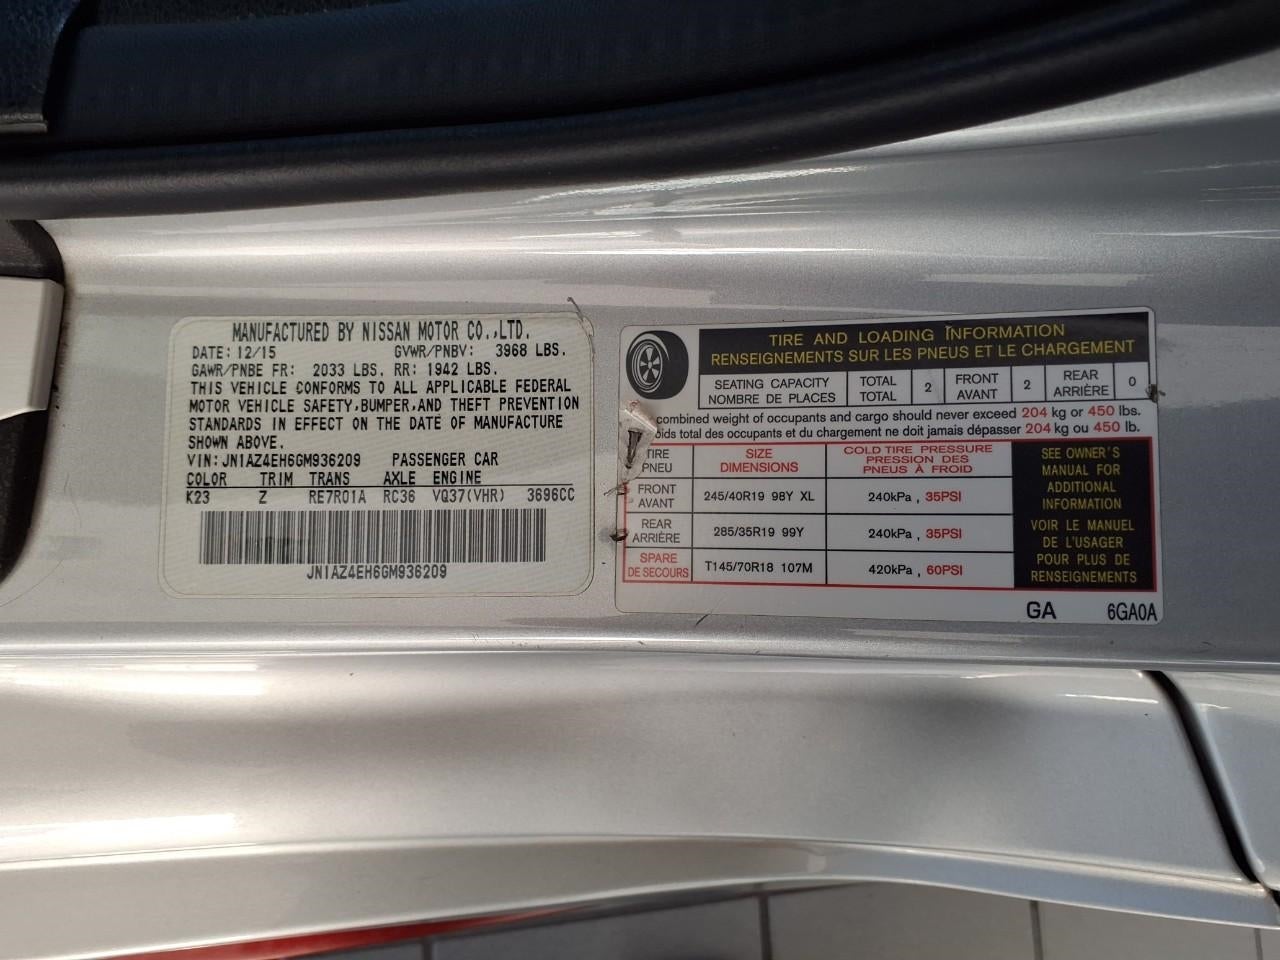 MANUFACTURED BY NISSAN MOTOR CO.,LTD.
DATE: 12/15 GVWR/PNBV: 3968 LBS.
GAWR/PNBE FR: 2033 LBS. RR: 1942 LBS.
THIS VEHICLE CONFORMS TO ALL APPLICABLE FEDERAL
MOTOR VEHICLE SAFETY,BUMPER,AND THEFT PREVENTION
STANDARDS IN EFFECT ON THE DATE OF MANUFACTURE
SHOWN ABOVE.
VIN: JN1AZ4EH6GM936209 PASSENGER CAR
COLOR TRIM TRANS AXLE ENGINE
K23 Z RE7R01A RC36 VQ37(VHR) 3696CC
JN1AZ4EH6GM936209
TIRE AND LOADING INFORMATION
RENSEIGNEMENTS SUR LES PNEUS ET LE CHARGEMENT
SEATING CAPACITY TOTAL 2 FRONT 2 REAR 0
NOMBRE DE PLACES TOTAL AVANT ARRIÈRE
combined weight of occupants and cargo should never exceed 204 kg or 450 lbs.
total des occupants et du chargement ne doit jamais dépasser 204 kg ou 450 lb.
TIRE SIZE COLD TIRE PRESSURE
PNEU DIMENSIONS PRESSION DES
PNEUS À FROID
FRONT 245/40R19 98Y XL 240kPa , 35PSI
AVANT
REAR 285/35R19 99Y 240kPa , 35PSI
ARRIÈRE
SPARE T145/70R18 107M 420kPa , 60PSI
DE SECOURS
SEE OWNER'S
MANUAL FOR
ADDITIONAL
INFORMATION
VOIR LE MANUEL
DE L'USAGER
POUR PLUS DE
RENSEIGNEMENTS
GA 6GA0A